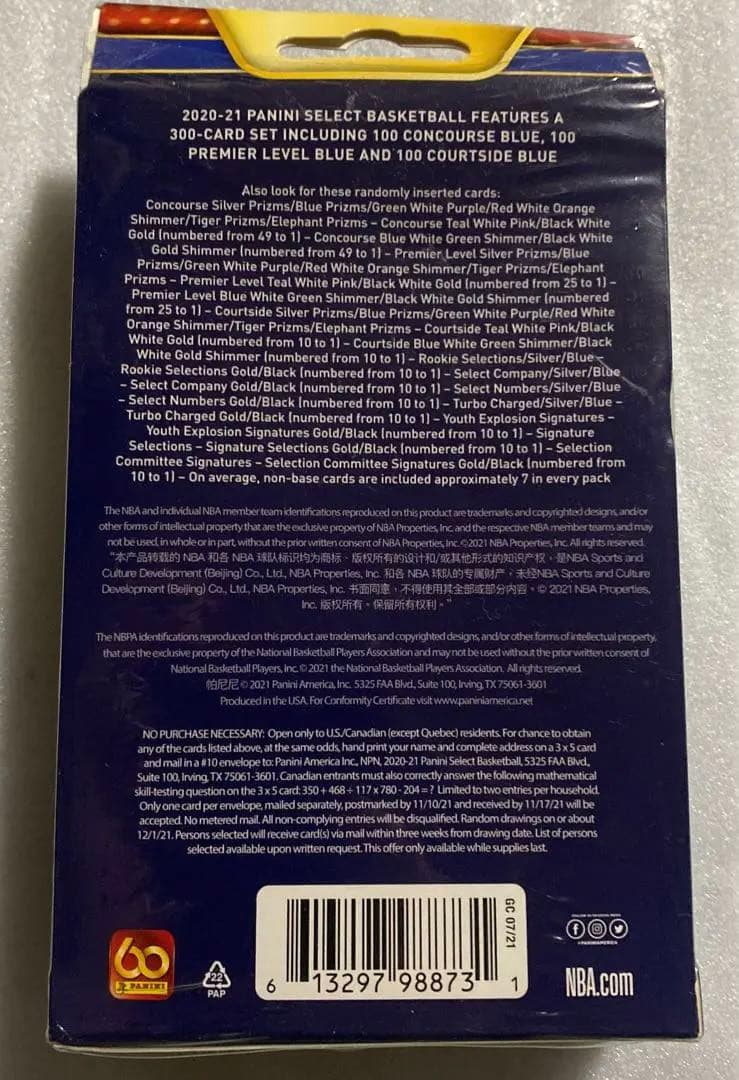 2020-21 PANINI SELECT BASKETBALL FEATURES A
300-CARD SET INCLUDING 100 CONCOURSE BLUE, 100
PREMIER LEVEL BLUE AND 100 COURTSIDE BLUE
Also look for these randomly inserted cards:
Concourse Silver Prizms/Blue Prizms/Green White Purple/Red White Orange
Shimmer/Tiger Prizms/Elephant Prizms – Concourse Teal White Pink/Black White
Gold (numbered from 49 to 1) – Concourse Blue White Green Shimmer/Black White
Gold Shimmer (numbered from 49 to 1) – Premier Level Silver Prizms/Blue
Prizms/Green White Purple/Red White Orange Shimmer/Tiger Prizms/Elephant
Prizms – Premier Level Teal White Pink/Black White Gold (numbered from 25 to 1) –
Premier Level Blue White Green Shimmer/Black White Gold Shimmer (numbered
from 25 to 1) – Courtside Silver Prizms/Blue Prizms/Green White Purple/Red White
Orange Shimmer/Tiger Prizms/Elephant Prizms – Courtside Teal White Pink/Black
White Gold (numbered from 10 to 1) – Courtside Blue White Green Shimmer/Black
White Gold Shimmer (numbered from 10 to 1) – Rookie Selections/Silver/Blue –
Rookie Selections Gold/Black (numbered from 10 to 1) – Select Company/Silver/Blue
– Select Company Gold/Black (numbered from 10 to 1) – Select Numbers/Silver/Blue
– Select Numbers Gold/Black (numbered from 10 to 1) – Turbo Charged/Silver/Blue –
Turbo Charged Gold/Black (numbered from 10 to 1) – Youth Explosion Signatures –
Youth Explosion Signatures Gold/Black (numbered from 10 to 1) – Signature
Selections – Signature Selections Gold/Black (numbered from 10 to 1) – Selection
Committee Signatures – Selection Committee Signatures Gold/Black (numbered from
10 to 1) – On average, non-base cards are included approximately 7 in every pack
The NBA and individual NBA member team identifications reproduced on this product are trademarks and copyrighted designs, and/or
other forms of intellectual property that are the exclusive property of NBA Properties, Inc. and the respective NBA member teams and may
not be used, in whole or in part, without the prior written consent of NBA Properties, Inc. ©2021 NBA Properties, Inc. All rights reserved.
"本产品转载的 NBA 和各 NBA 球队标识均为商标、版权所有的设计和/或其他形式的知识产权，是NBA Sports and
Culture Development (Beijing) Co., Ltd., NBA Properties, Inc. 和各 NBA 球队的专属财产，未经NBA Sports and Culture
Development (Beijing) Co., Ltd., NBA Properties, Inc. 书面同意，不得使用其全部或部分内容。© 2021 NBA Properties,
Inc. 版权所有。保留所有权利。"
The NBPA identifications reproduced on this product are trademarks and copyrighted designs, and/or other forms of intellectual property,
that are the exclusive property of the National Basketball Players Association and may not be used without the prior written consent of
National Basketball Players, Inc. © 2021 the National Basketball Players Association. All rights reserved.
帕尼尼 © 2021 Panini America, Inc. 5325 FAA Blvd., Suite 100, Irving, TX 75061-3601
Produced in the USA. For Conformity Certificate visit www.paniniamerica.net
NO PURCHASE NECESSARY: Open only to U.S./Canadian (except Quebec) residents. For chance to obtain
any of the cards listed above, at the same odds, hand print your name and complete address on a 3 x 5 card
and mail in a #10 envelope to: Panini America Inc., NPN, 2020-21 Panini Select Basketball, 5325 FAA Blvd.,
Suite 100, Irving, TX 75061-3601. Canadian entrants must also correctly answer the following mathematical
skill-testing question on the 3 x 5 card: 350 + 468 ÷ 117 x 780 - 204 = ? Limited to two entries per household.
Only one card per envelope, mailed separately, postmarked by 11/10/21 and received by 11/17/21 will be
accepted. No metered mail. All non-complying entries will be disqualified. Random drawings on or about
12/1/21. Persons selected will receive card(s) via mail within three weeks from drawing date. List of persons
selected available upon written request. This offer only available while supplies last.
GC 07/21
6 13297 98873 1
60
PANINI
22
PAP
FOLLOW US ON SOCIAL MEDIA
@PANINIAMERICA
NBA.com